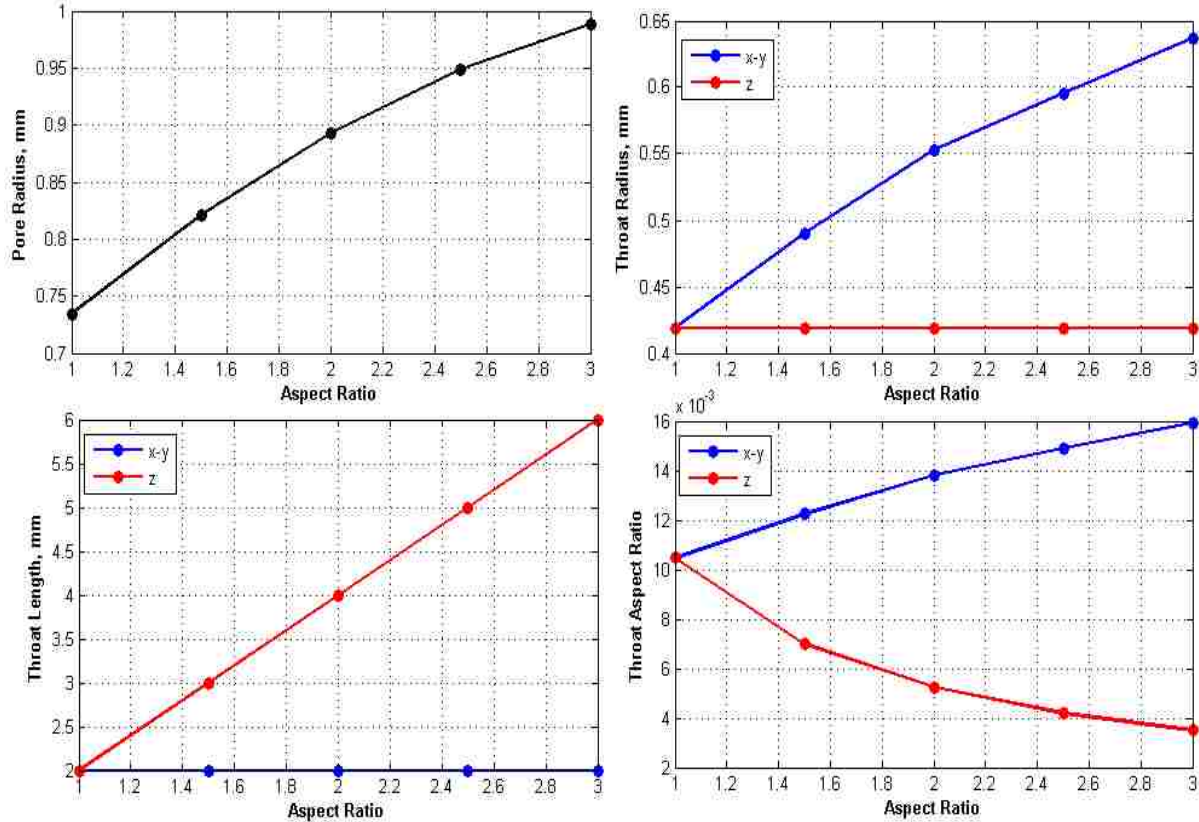 1
0.95
0.9
0.85
0.8
0.75
0.7
Pore Radius, mm
1 1.2 1.4 1.6 1.8 2 2.2 2.4 2.6 2.8 3
Aspect Ratio
0.65
0.6
0.55
0.5
0.45
0.4
Throat Radius, mm
x-y
z
1 1.2 1.4 1.6 1.8 2 2.2 2.4 2.6 2.8 3
Aspect Ratio
6
5.5
5
4.5
4
3.5
3
2.5
2
Throat Length, mm
x-y
z
1 1.2 1.4 1.6 1.8 2 2.2 2.4 2.6 2.8 3
Aspect Ratio
x 10⁻³
16
14
12
10
8
6
4
2
Throat Aspect Ratio
x-y
z
1 1.2 1.4 1.6 1.8 2 2.2 2.4 2.6 2.8 3
Aspect Ratio